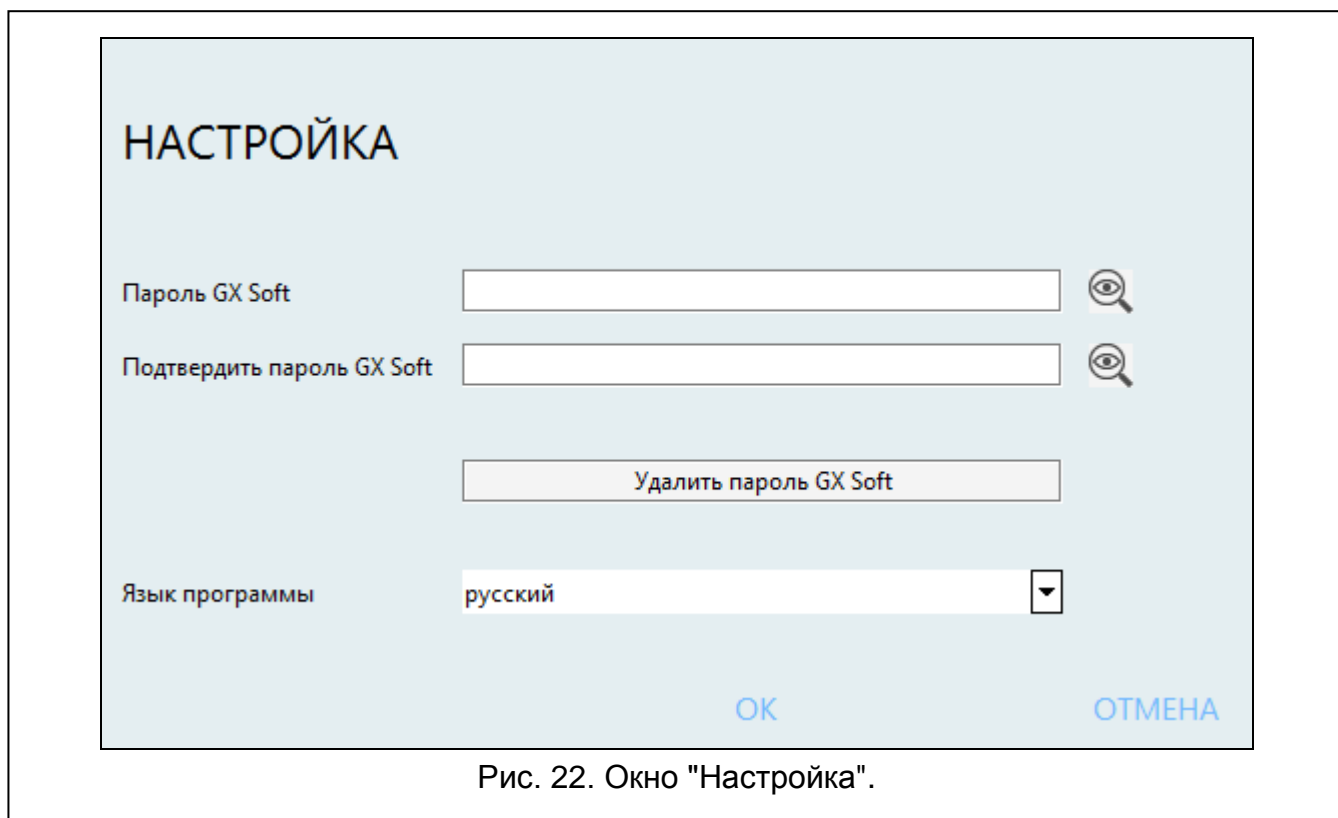 НАСТРОЙКА
Пароль GX Soft
Подтвердить пароль GX Soft
Удалить пароль GX Soft
Язык программы русский
ОК ОТМЕНА
Рис. 22. Окно "Настройка".